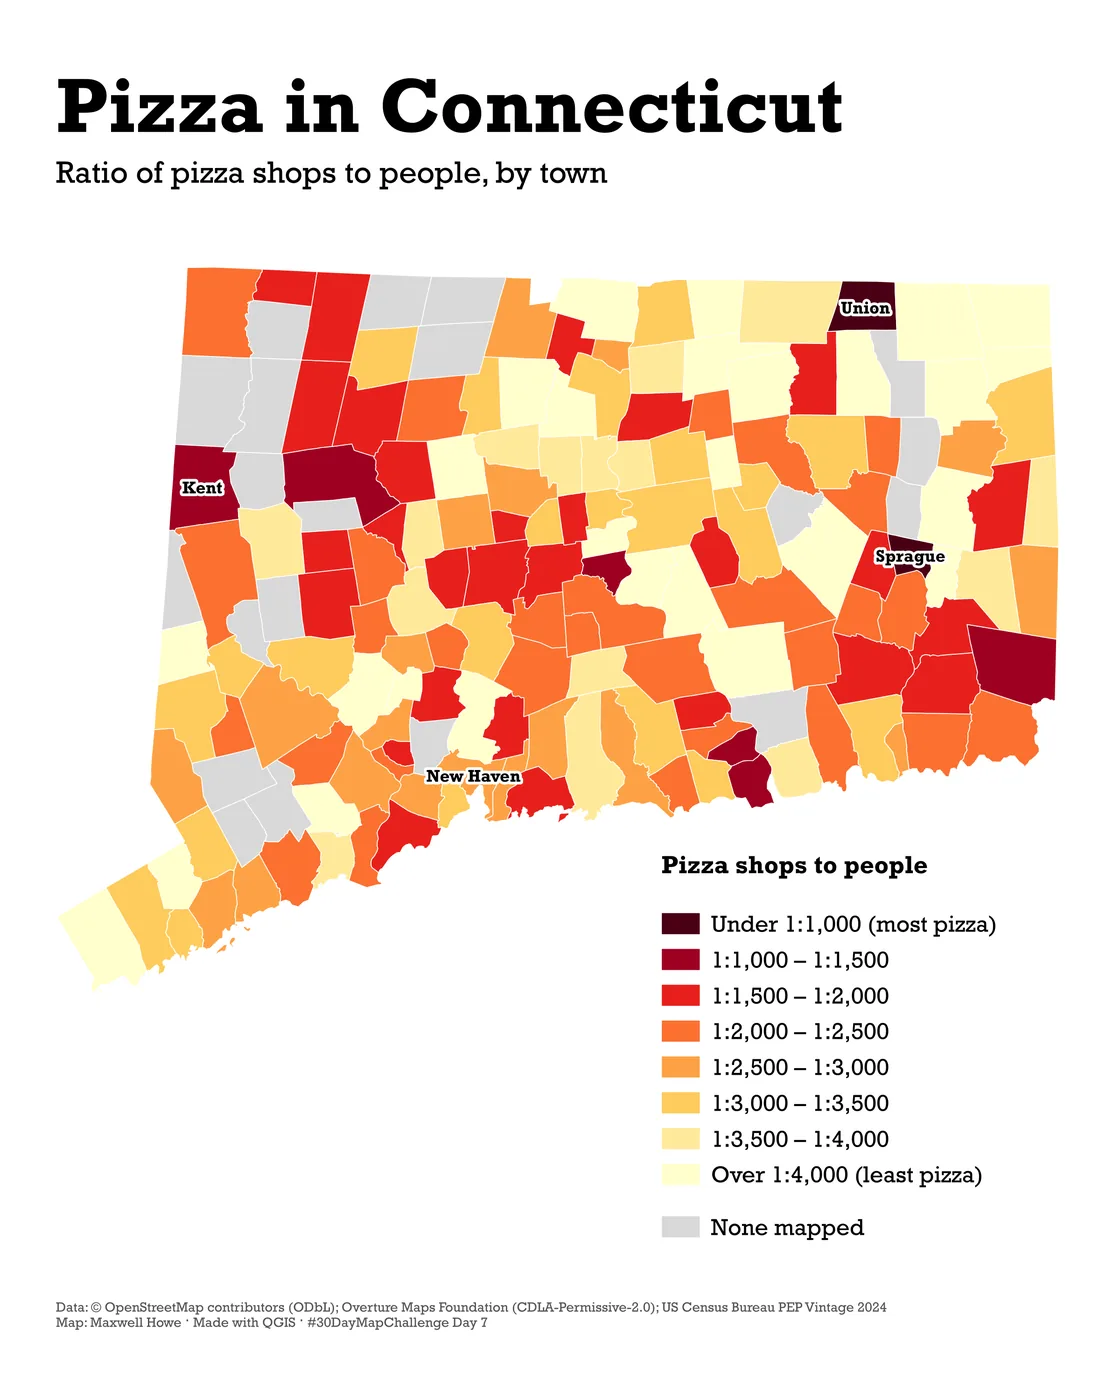 Pizza in Connecticut
Ratio of pizza shops to people, by town
Union
Kent
Sprague
New Haven
Pizza shops to people
Under 1:1,000 (most pizza)
1:1,000 – 1:1,500
1:1,500 – 1:2,000
1:2,000 – 1:2,500
1:2,500 – 1:3,000
1:3,000 – 1:3,500
1:3,500 – 1:4,000
Over 1:4,000 (least pizza)
None mapped
Data: © OpenStreetMap contributors (ODbL); Overture Maps Foundation (CDLA-Permissive-2.0); US Census Bureau PEP Vintage 2024
Map: Maxwell Howe · Made with QGIS · #30DayMapChallenge Day 7